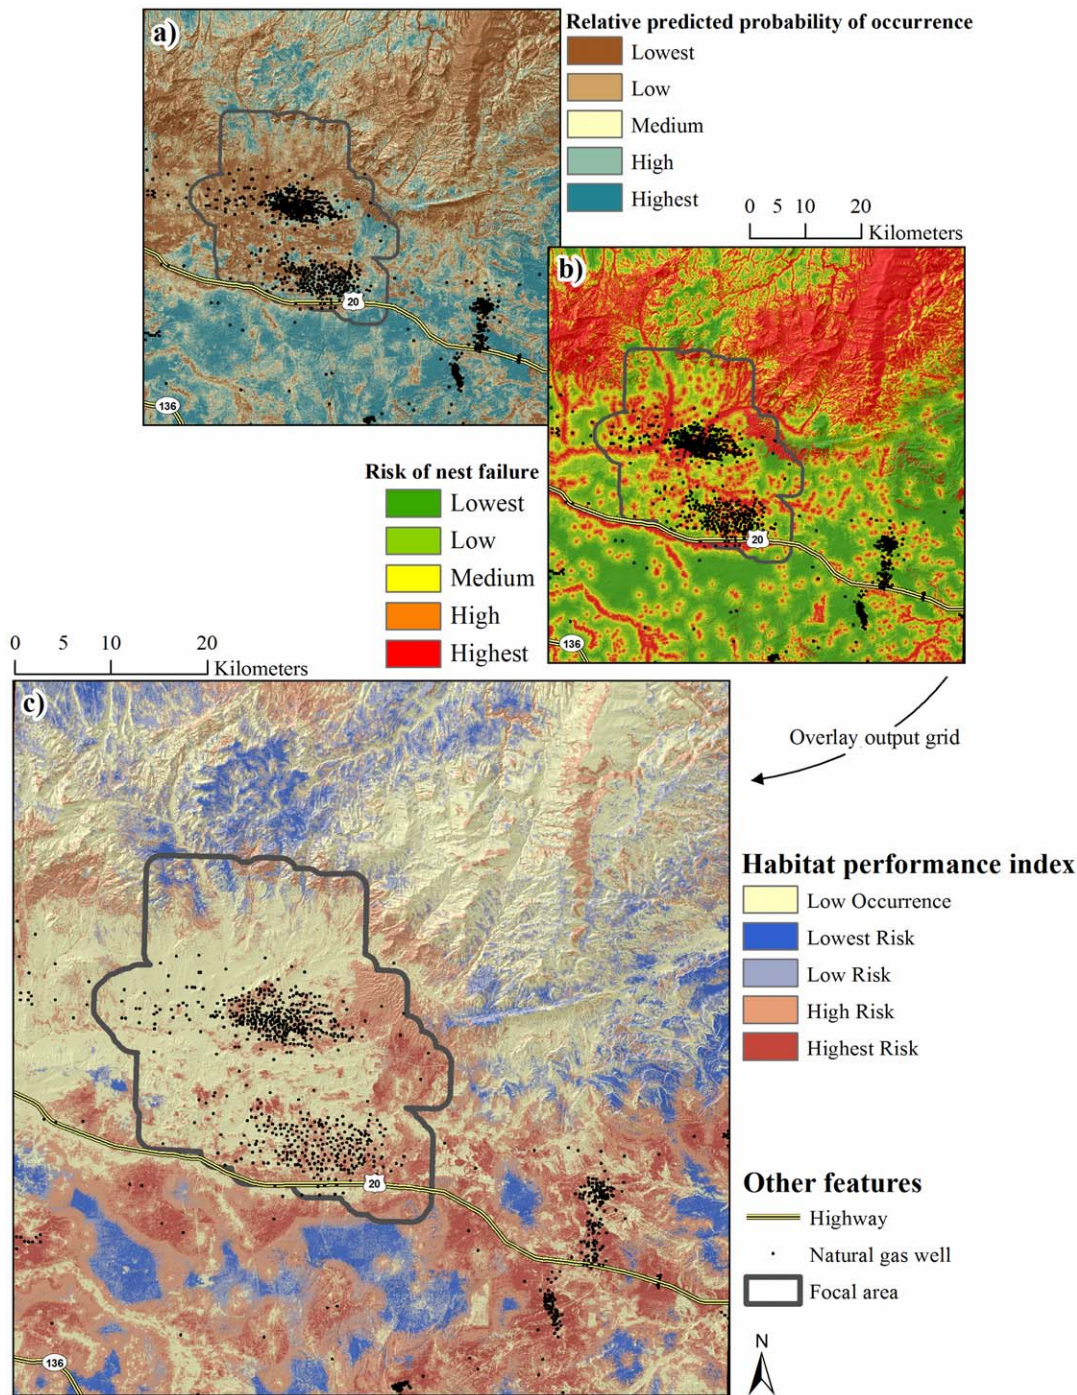 a)
Relative predicted probability of occurrence
Lowest
Low
Medium
High
Highest
0 5 10 20
Kilometers
20
136
b)
20
136
Risk of nest failure
Lowest
Low
Medium
High
Highest
0 5 10 20
Kilometers
Overlay output grid
c)
20
136
Habitat performance index
Low Occurrence
Lowest Risk
Low Risk
High Risk
Highest Risk
Other features
Highway
Natural gas well
Focal area
N